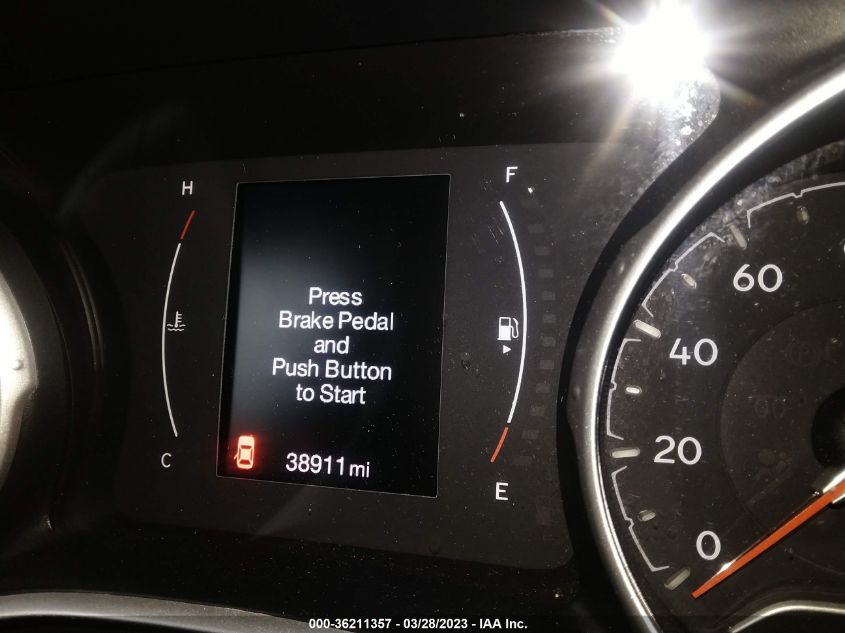 H
F
Press
Brake Pedal
and
Push Button
to Start
C
38911 mi
E
60
40
20
0
000-36211357 - 03/28/2023 - IAA Inc.